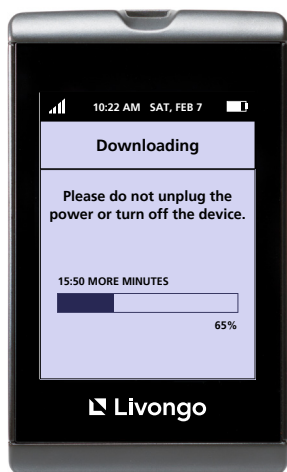 10:22 AM SAT, FEB 7
Downloading
Please do not unplug the
power or turn off the device.
15:50 MORE MINUTES
65%
Livongo